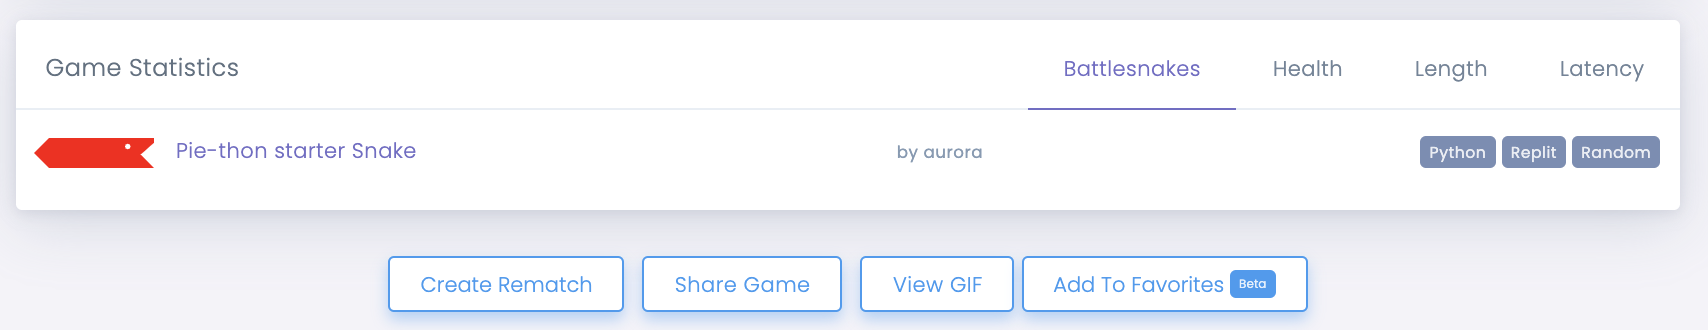 Game Statistics Battlesnakes Health Length Latency
Pie-thon starter Snake by aurora Python Replit Random
Create Rematch Share Game View GIF Add To Favorites Beta